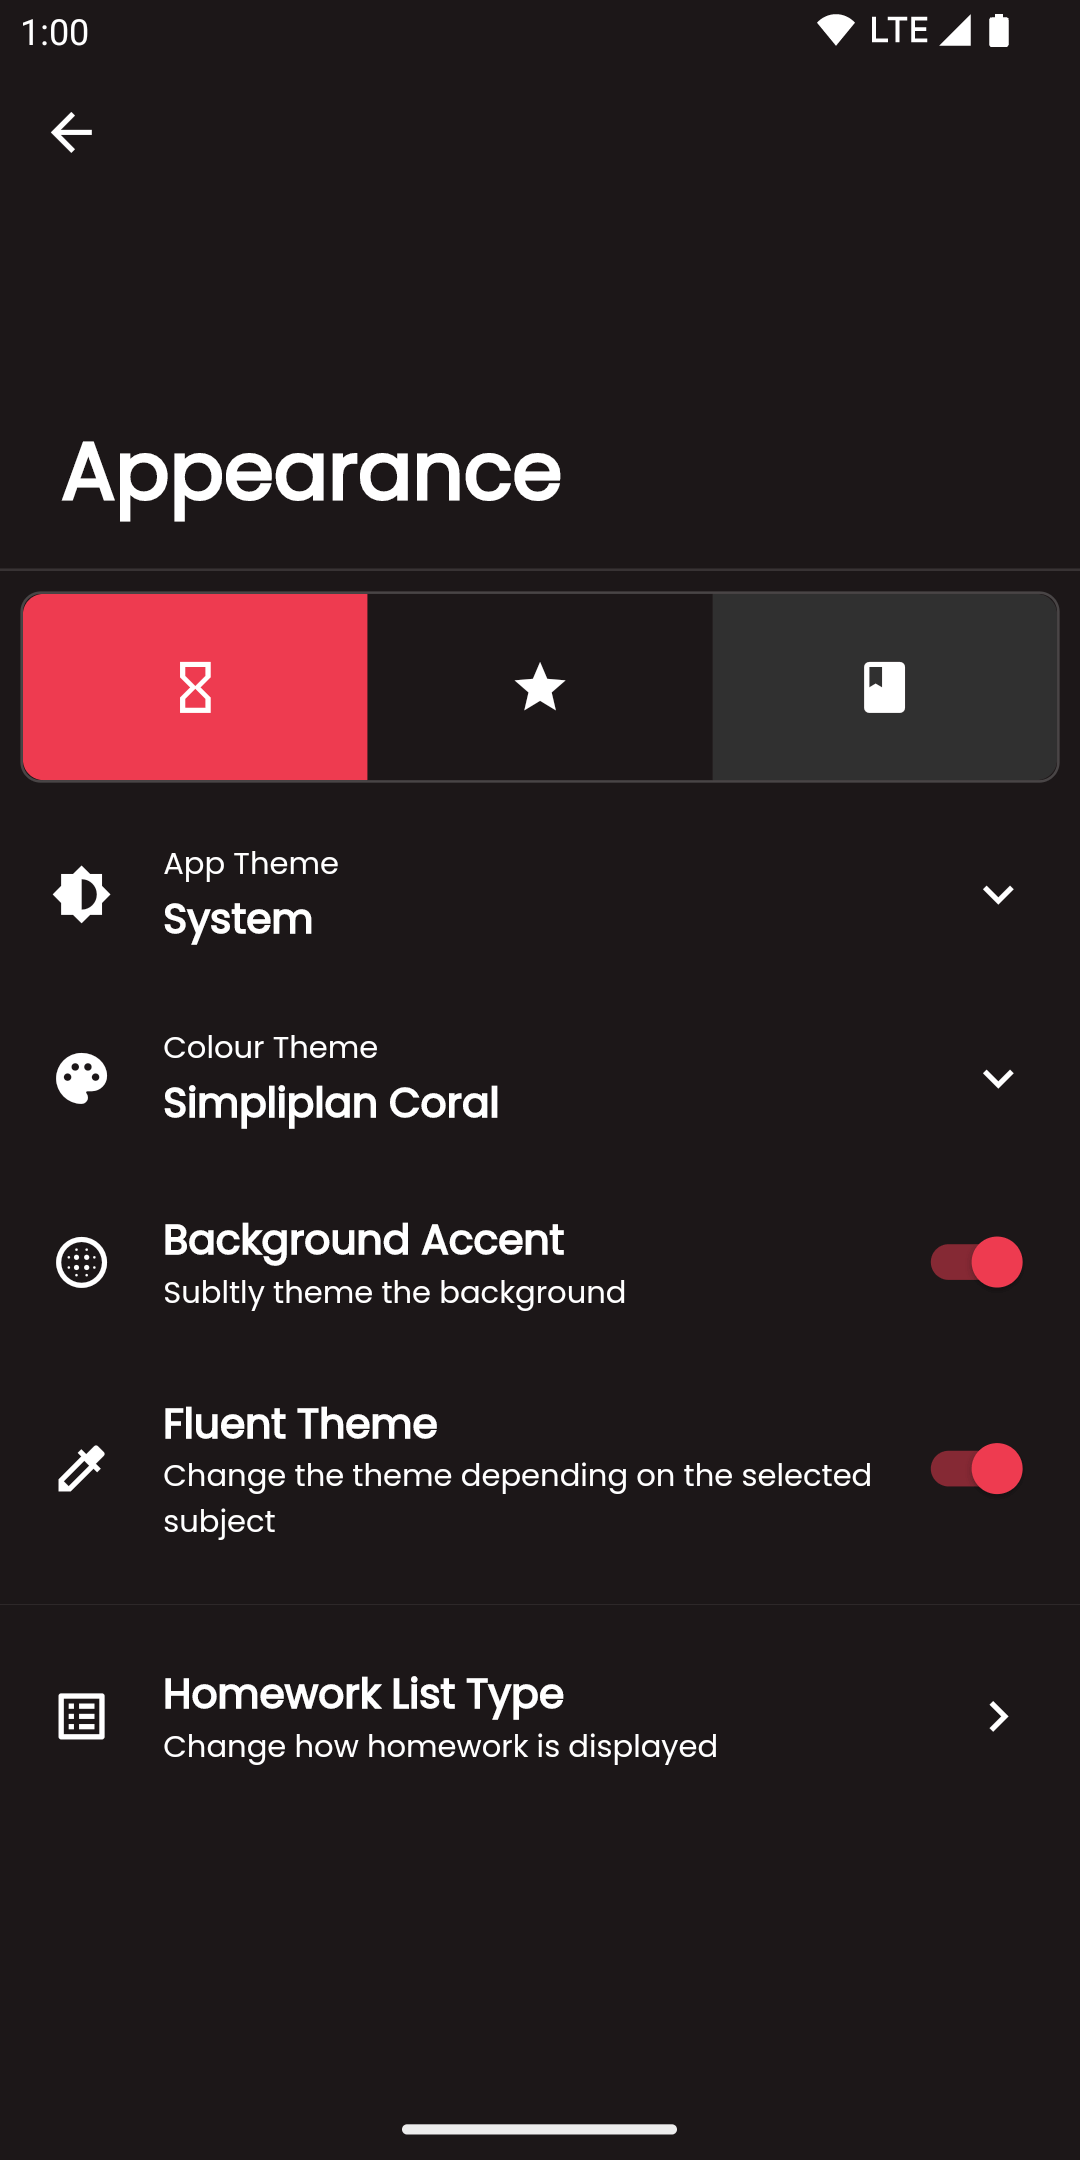 1:00
LTE
Appearance
App Theme
System
Colour Theme
Simpliplan Coral
Background Accent
Subltly theme the background
Fluent Theme
Change the theme depending on the selected
subject
Homework List Type
Change how homework is displayed